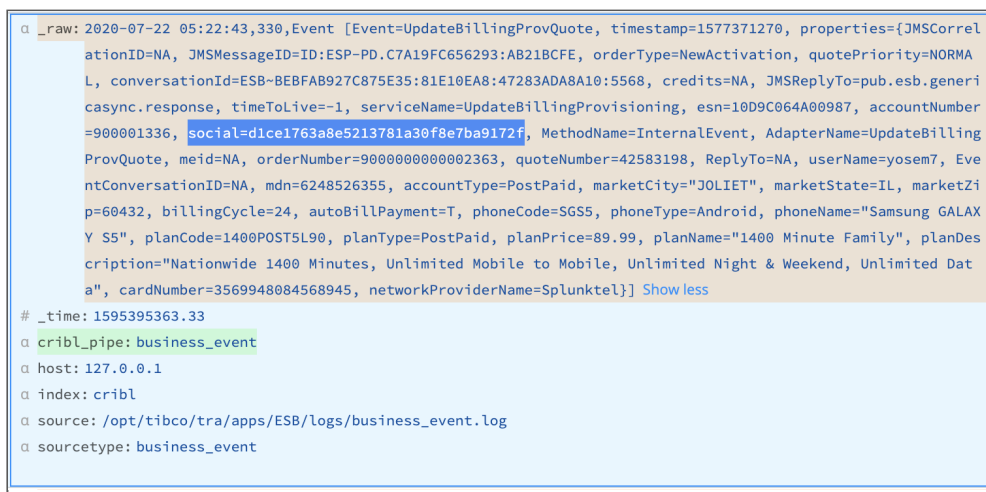 α _raw: 2020-07-22 05:22:43,330,Event [Event=UpdateBillingProvQuote, timestamp=1577371270, properties={JMSCorrel
ationID=NA, JMSMessageID=ID:ESP-PD.C7A19FC656293:AB21BCFE, orderType=NewActivation, quotePriority=NORMA
L, conversationId=ESB~BEBFAB927C875E35:81E10EA8:47283ADA8A10:5568, credits=NA, JMSReplyTo=pub.esb.generi
casync.response, timeToLive=-1, serviceName=UpdateBillingProvisioning, esn=10D9C064A00987, accountNumber
=900001336, social=d1ce1763a8e5213781a30f8e7ba9172f, MethodName=InternalEvent, AdapterName=UpdateBilling
ProvQuote, meid=NA, orderNumber=9000000000002363, quoteNumber=42583198, ReplyTo=NA, userName=yosem7, Eve
ntConversationID=NA, mdn=6248526355, accountType=PostPaid, marketCity="JOLIET", marketState=IL, marketZi
p=60432, billingCycle=24, autoBillPayment=T, phoneCode=SGS5, phoneType=Android, phoneName="Samsung GALAX
Y S5", planCode=1400POST5L90, planType=PostPaid, planPrice=89.99, planName="1400 Minute Family", planDes
cription="Nationwide 1400 Minutes, Unlimited Mobile to Mobile, Unlimited Night & Weekend, Unlimited Dat
a", cardNumber=3569948084568945, networkProviderName=Splunktel}] Show less
# _time: 1595395363.33
α cribl_pipe: business_event
α host: 127.0.0.1
α index: cribl
α source: /opt/tibco/tra/apps/ESB/logs/business_event.log
α sourcetype: business_event